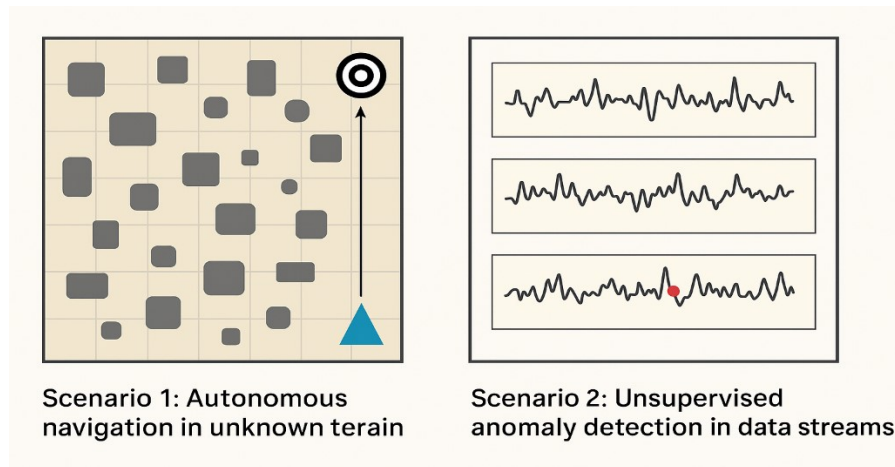 Scenario 1: Autonomous
navigation in unknown terain
Scenario 2: Unsupervised
anomaly detection in data streams